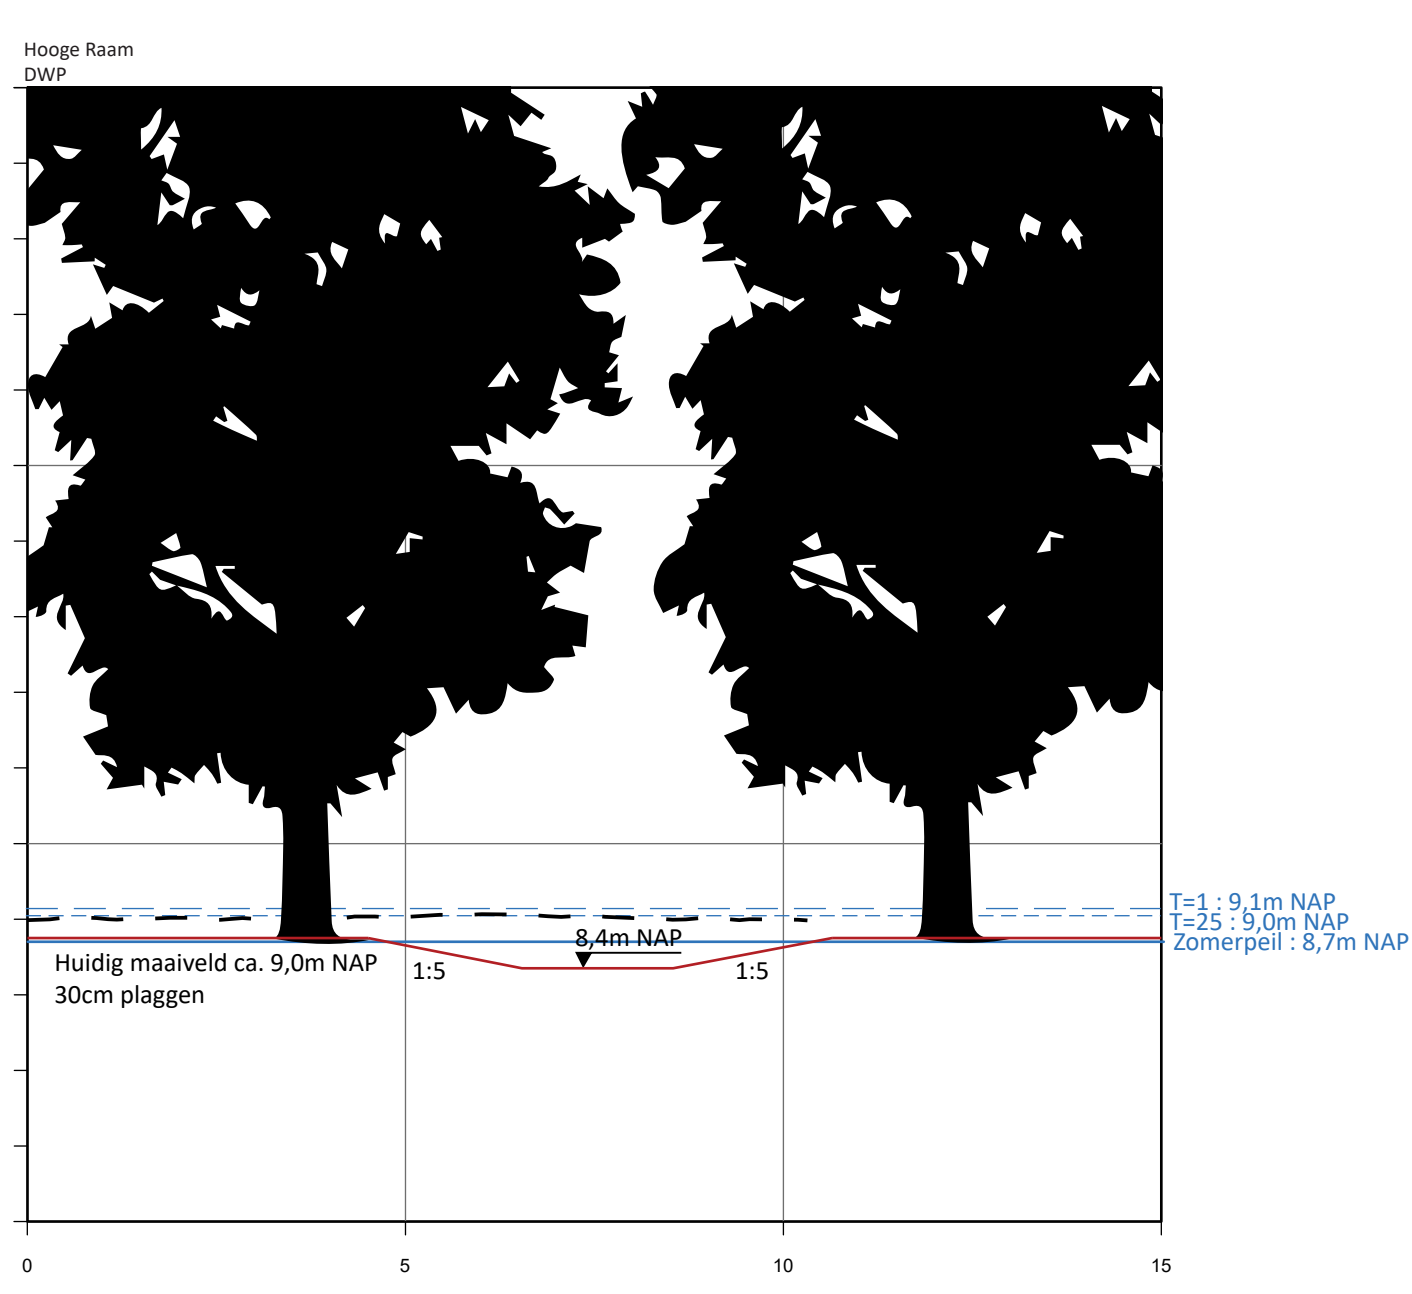 Hooge Raam
DWP
T=1 : 9,1m NAP
T=25 : 9,0m NAP
Zomerpeil : 8,7m NAP
8,4m NAP
Huidig maaiveld ca. 9,0m NAP
30cm plaggen
1:5
1:5
0
5
10
15